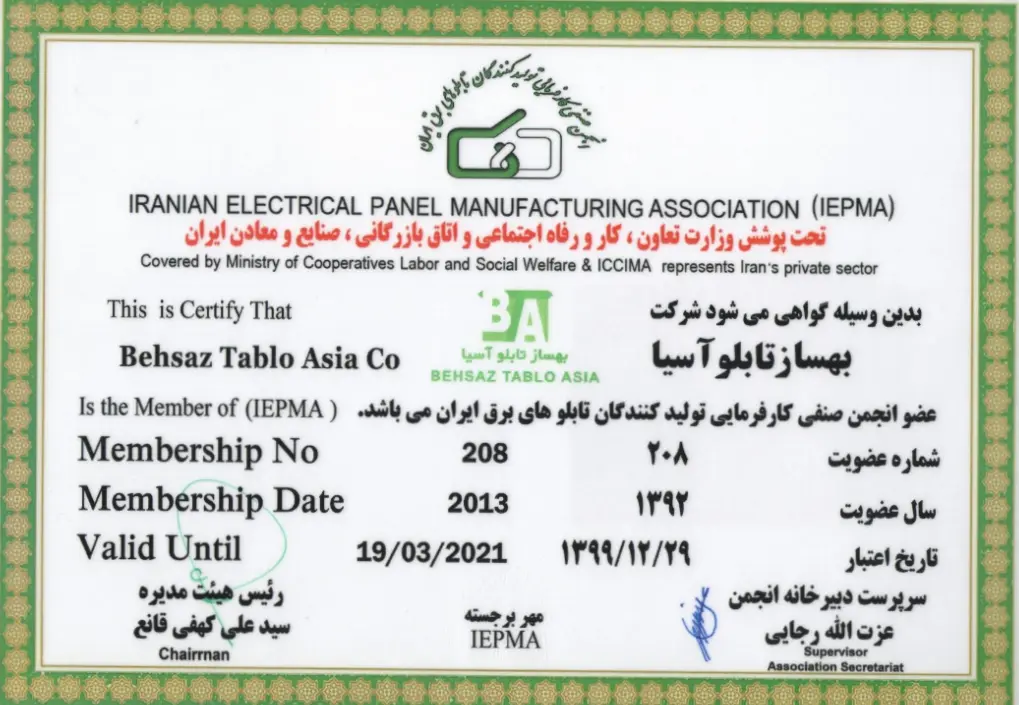 انجمن صنفی کارفرمایی تولید کنندگان تابلوهای برق ایران
IRANIAN ELECTRICAL PANEL MANUFACTURING ASSOCIATION (IEPMA)
تحت پوشش وزارت تعاون ، کار و رفاه اجتماعی و اتاق بازرگانی ، صنایع و معادن ایران
Covered by Ministry of Cooperatives Labor and Social Welfare & ICCIMA represents Iran's private sector
This is Certify That
BA
بدین وسیله گواهی می شود شرکت
Behsaz Tablo Asia Co
بهساز تابلو آسیا
BEHSAZ TABLO ASIA
بهساز تابلو آسیا
Is the Member of (IEPMA )
عضو انجمن صنفی کارفرمایی تولید کنندگان تابلو های برق ایران می باشد.
Membership No 208 ۲۰۸ شماره عضویت
Membership Date 2013 ۱۳۹۲ سال عضویت
Valid Until 19/03/2021 ۱۳۹۹/۱۲/۲۹ تاریخ اعتبار
رئیس هیئت مدیره
سید علی کهفی قانع
Chairrnan
مهر برجسته
IEPMA
سرپرست دبیرخانه انجمن
عزت الله رجایی
Supervisor
Association Secretariat